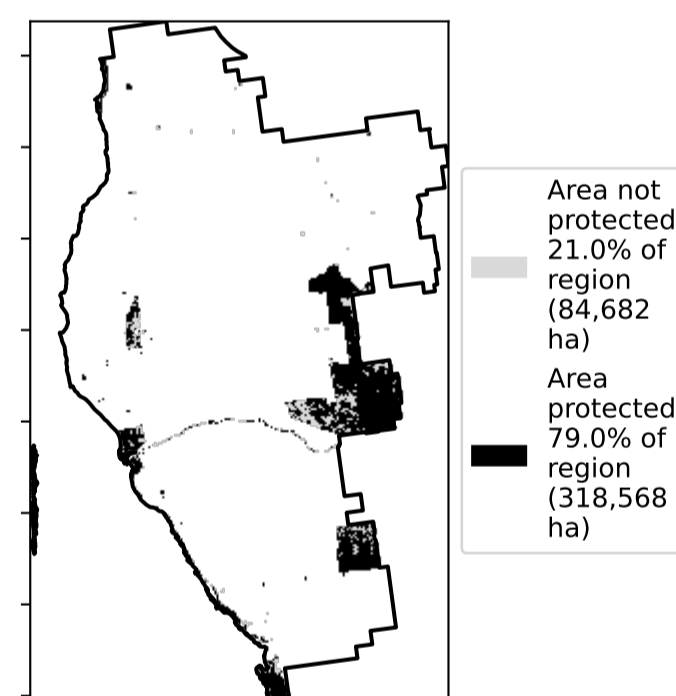 Area not
protected
21.0% of
region
(84,682
ha)
Area
protected
79.0% of
region
(318,568
ha)